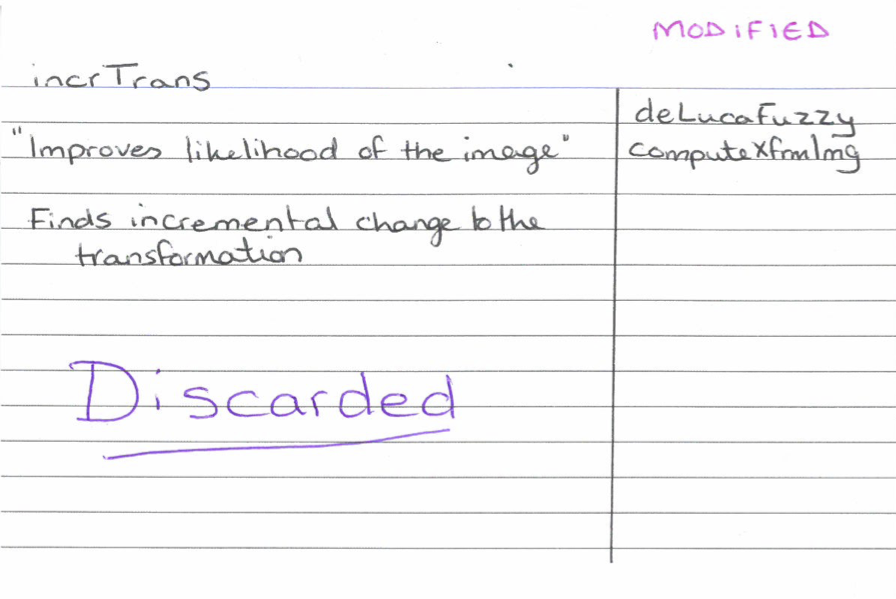 MODiFiED
incrTrans
deLucaFuzzy
"Improves likelihood of the image"
computeXfrmImg
Finds incremental change to the
transformation
Discarded